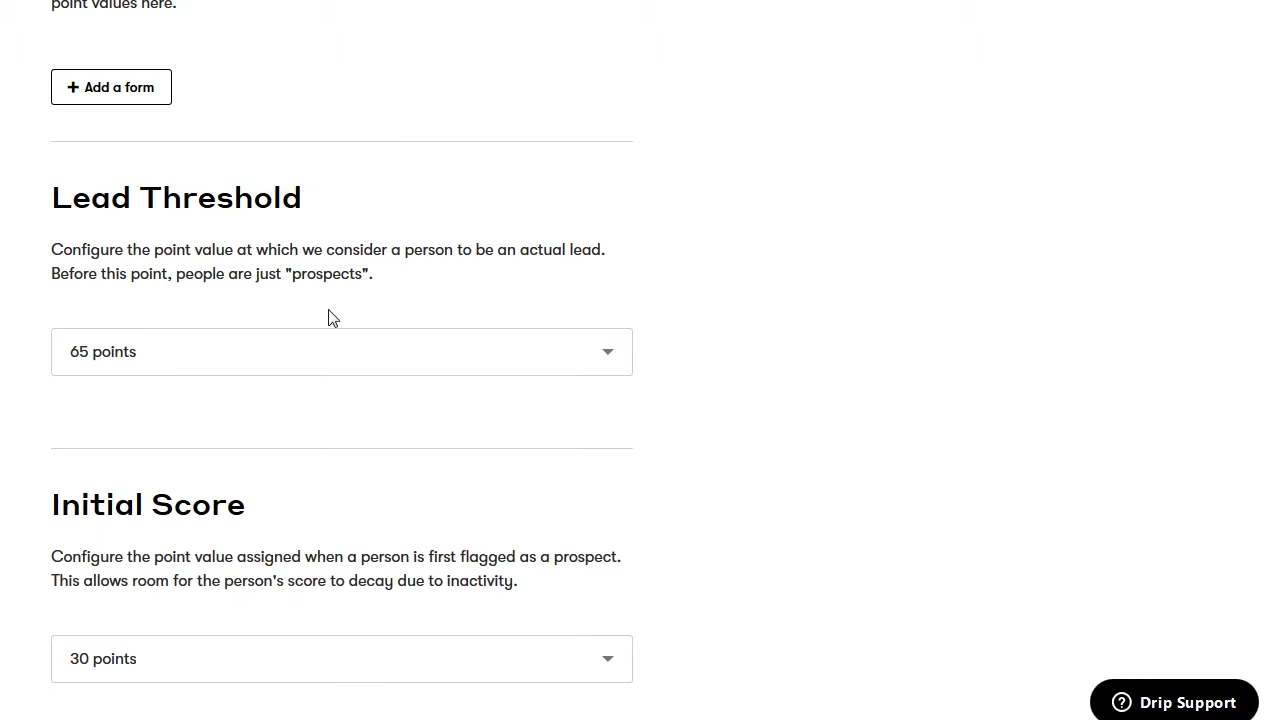 point values here.
+ Add a form
Lead Threshold
Configure the point value at which we consider a person to be an actual lead.
Before this point, people are just "prospects".
65 points
Initial Score
Configure the point value assigned when a person is first flagged as a prospect.
This allows room for the person's score to decay due to inactivity.
30 points
Drip Support